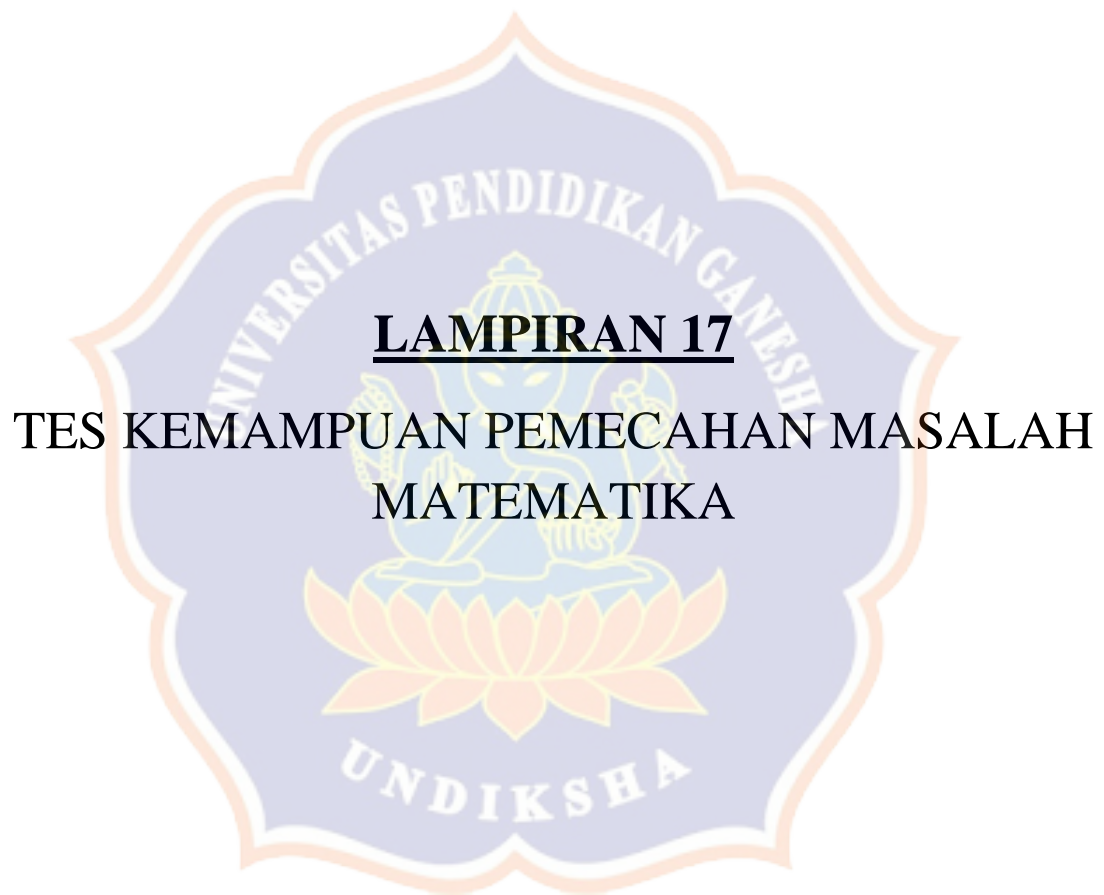 UNIVERSITAS PENDIDIKAN GANESHA
LAMPIRAN 17
TES KEMAMPUAN PEMECAHAN MASALAH
MATEMATIKA
UNDIKSHA